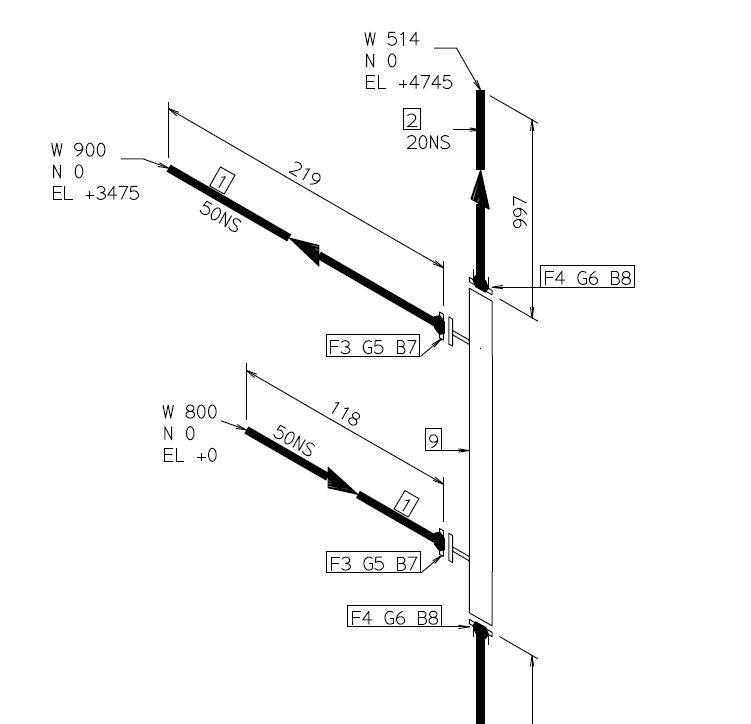 W 514
N 0
EL +4745
2
20NS
W 900
N 0
EL +3475
1
50NS
219
997
F4 G6 B8
F3 G5 B7
W 800
N 0
EL +0
118
50NS
9
1
F3 G5 B7
F4 G6 B8